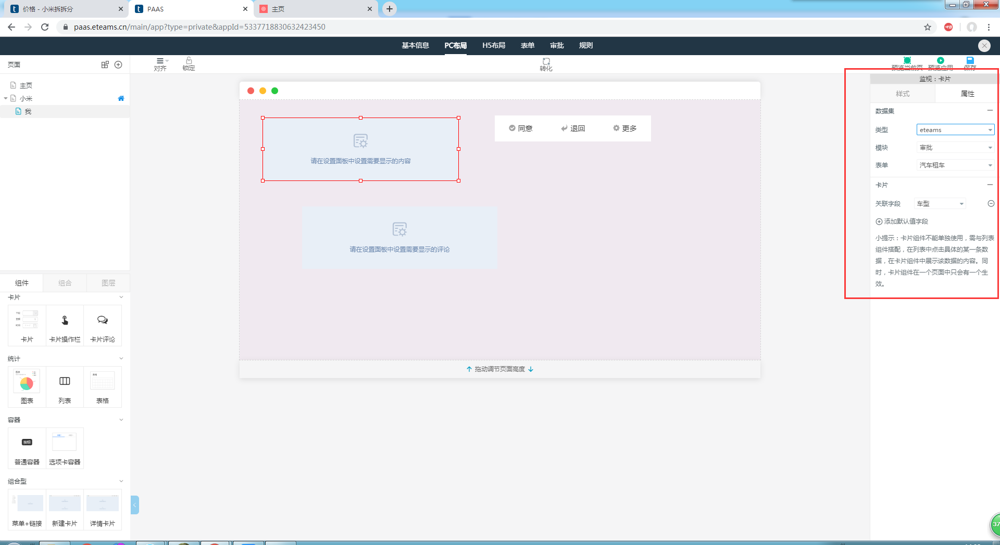 价格 - 小米拆拆分
PAAS
主页
paas.eteams.cn/main/app?type=private&appId=5337718830632423450
基本信息
PC布局
H5布局
表单
审批
规则
页面
对齐
锁定
转化
预览当前页
预览应用
保存
主页
小米
我
监视：卡片
样式
属性
数据集
类型
eteams
模块
审批
表单
汽车租车
卡片
关联字段
车型
添加默认值字段
小提示：卡片组件不能单独使用，需与列表
组件搭配，在列表中点击具体的某一条数
据，在卡片组件中展示该数据的内容。同
时，卡片组件在一个页面中只会有一个生
效。
请在设置面板中设置需要显示的内容
同意
退回
更多
请在设置面板中设置需要显示的评论
拖动调节页面高度
组件
组合
图层
卡片
卡片
卡片操作栏
卡片评论
统计
图表
表格
图表
列表
表格
容器
按钮
普通容器
选项卡容器
组合型
菜单+链接
新建卡片
详情卡片
37